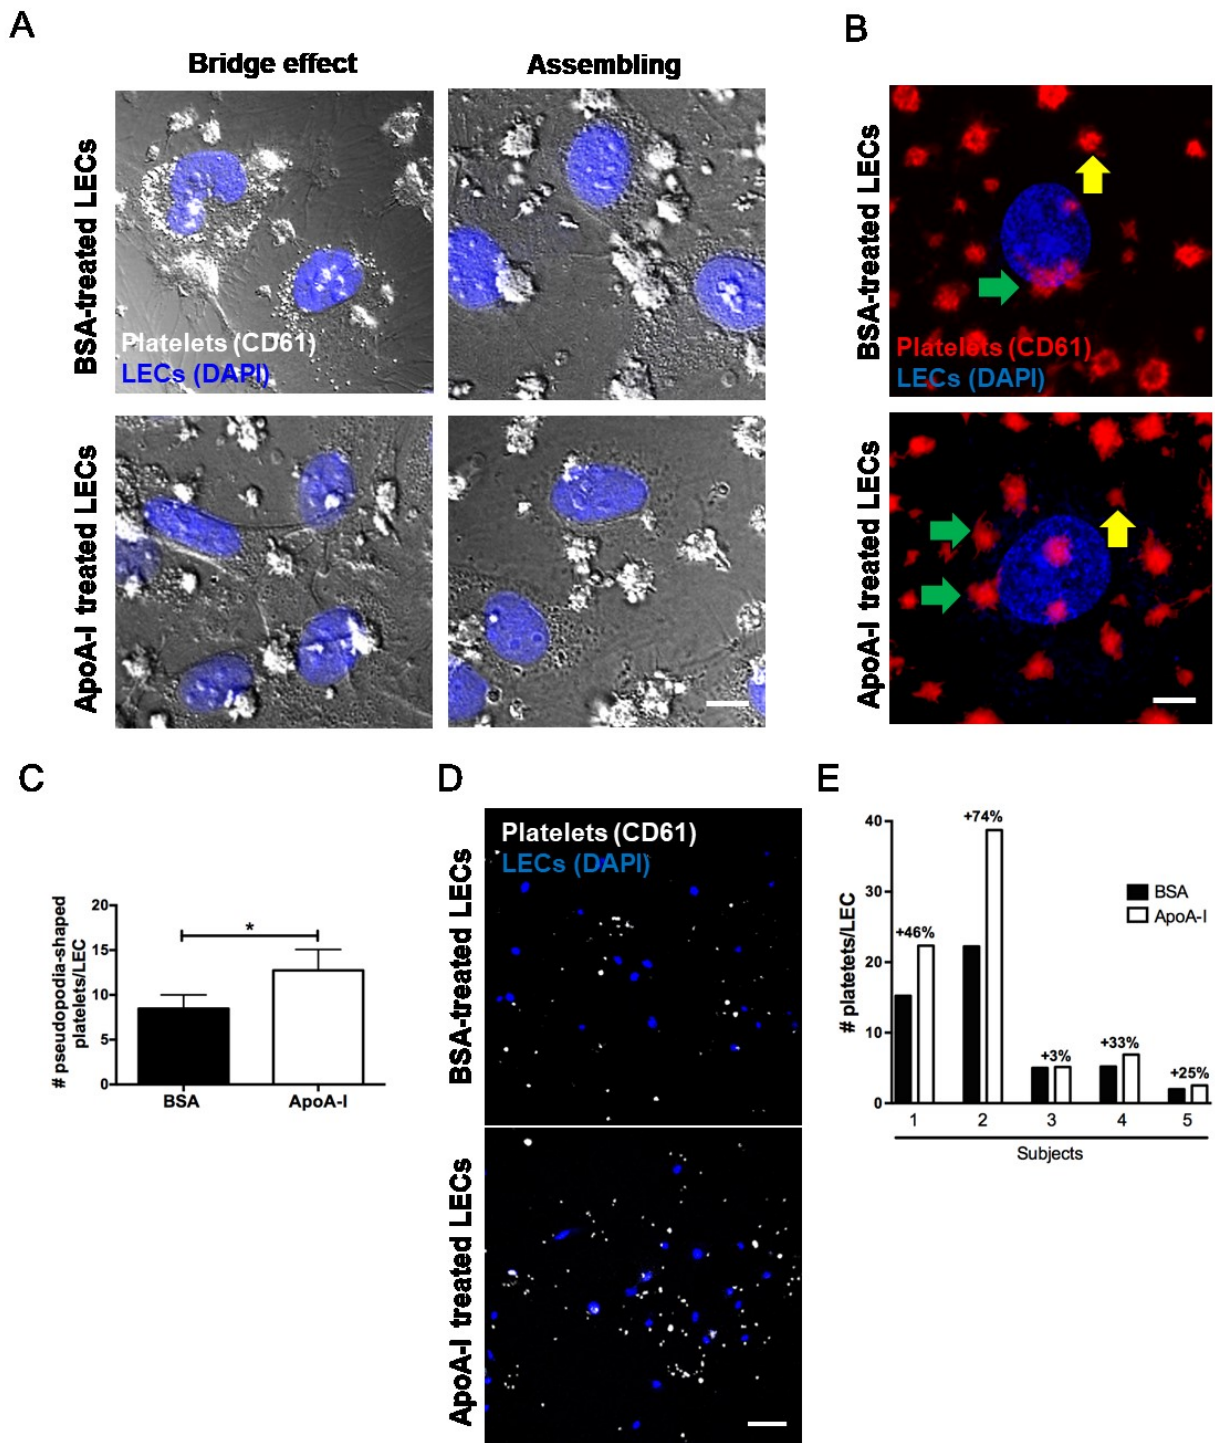 A
B
Bridge effect
Assembling
BSA-treated LECs
Platelets (CD61)
LECs (DAPI)
ApoA-I treated LECs
BSA-treated LECs
Platelets (CD61)
LECs (DAPI)
ApoA-I treated LECs
C
# pseudopodia-shaped
platelets/LEC
20
15
10
5
0
*
BSA
ApoA-I
D
Platelets (CD61)
LECs (DAPI)
BSA-treated LECs
ApoA-I treated LECs
E
# platetets/LEC
40
30
20
10
0
+46%
+74%
+3%
+33%
+25%
BSA
ApoA-I
1 2 3 4 5
Subjects